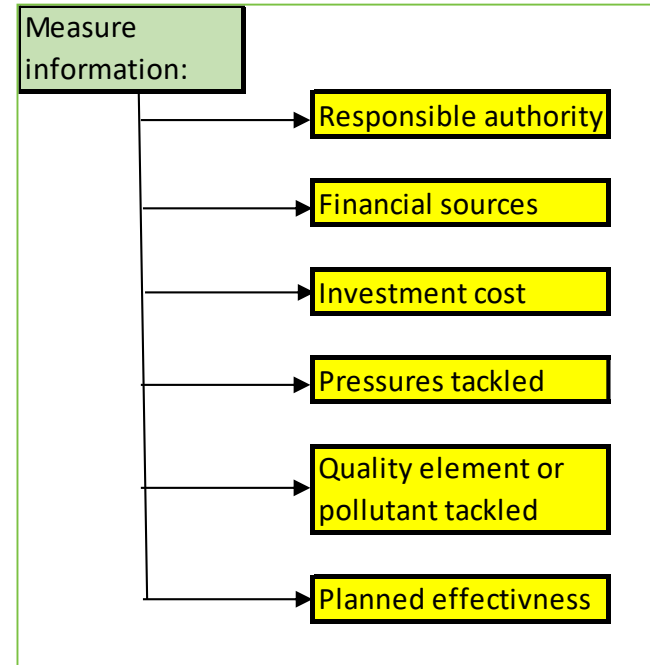 Measure
information:
Responsible authority
Financial sources
Investment cost
Pressures tackled
Quality element or
pollutant tackled
Planned effectivness